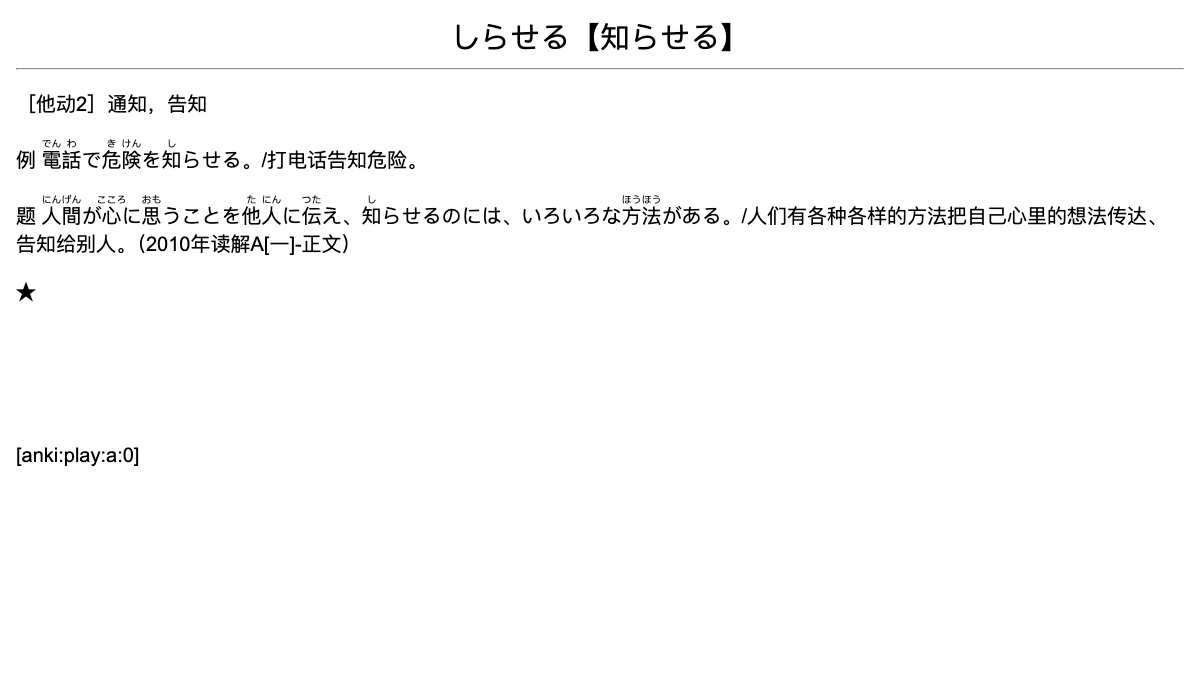 しらせる【知らせる】
［他动2］通知，告知
例 電話で危険を知らせる。/打电话告知危险。
でん わ き けん し
题 人間が心に思うことを他人に伝え、知らせるのには、いろいろな方法がある。/人们有各种各样的方法把自己心里的想法传达、
にんげん こころ おも た にん つた し ほうほう
告知给别人。（2010年读解A[一]-正文）
★
[anki:play:a:0]